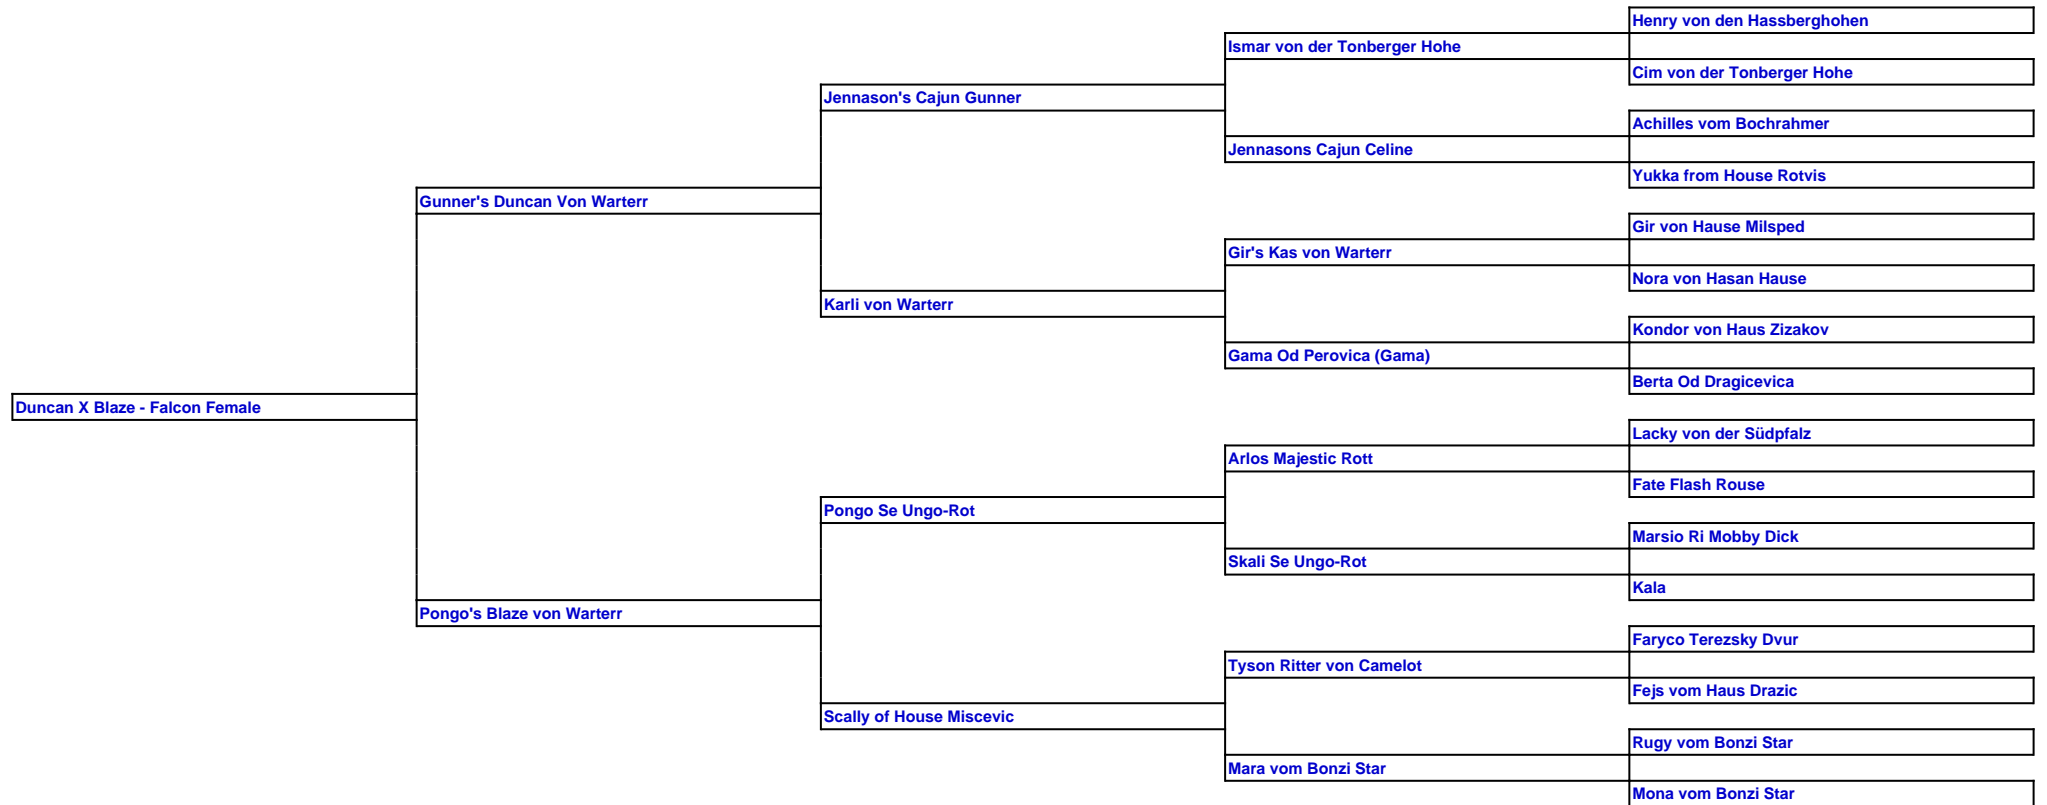 Henry von den Hassberghohen
Ismar von der Tonberger Hohe
Cim von der Tonberger Hohe
Jennason's Cajun Gunner
Achilles vom Bochrahmer
Jennasons Cajun Celine
Yukka from House Rotvis
Gunner's Duncan Von Warterr
Gir von Hause Milsped
Gir's Kas von Warterr
Nora von Hasan Hause
Karli von Warterr
Kondor von Haus Zizakov
Gama Od Perovica (Gama)
Berta Od Dragicevica
Duncan X Blaze - Falcon Female
Lacky von der Südpfalz
Arlos Majestic Rott
Fate Flash Rouse
Pongo Se Ungo-Rot
Marsio Ri Mobby Dick
Skali Se Ungo-Rot
Kala
Pongo's Blaze von Warterr
Faryco Terezsky Dvur
Tyson Ritter von Camelot
Fejs vom Haus Drazic
Scally of House Miscevic
Rugy vom Bonzi Star
Mara vom Bonzi Star
Mona vom Bonzi Star